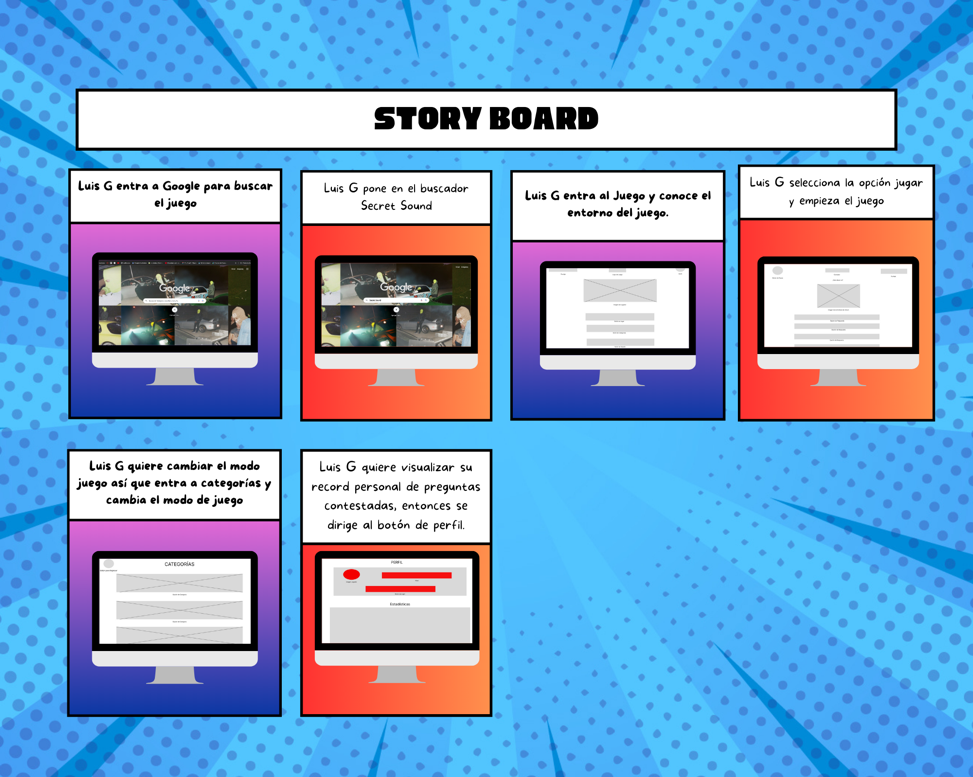 STORY BOARD
Luis G entra a Google para buscar
el juego
Luis G pone en el buscador
Secret Sound
Luis G entra al Juego y conoce el
entorno del juego.
Luis G selecciona la opción jugar
y empieza el juego
Google
Google
Luis G quiere cambiar el modo
juego así que entra a categorías y
cambia el modo de juego
Luis G quiere visualizar su
record personal de preguntas
contestadas, entonces se
dirige al botón de perfil.
CATEGORÍAS
PERFIL